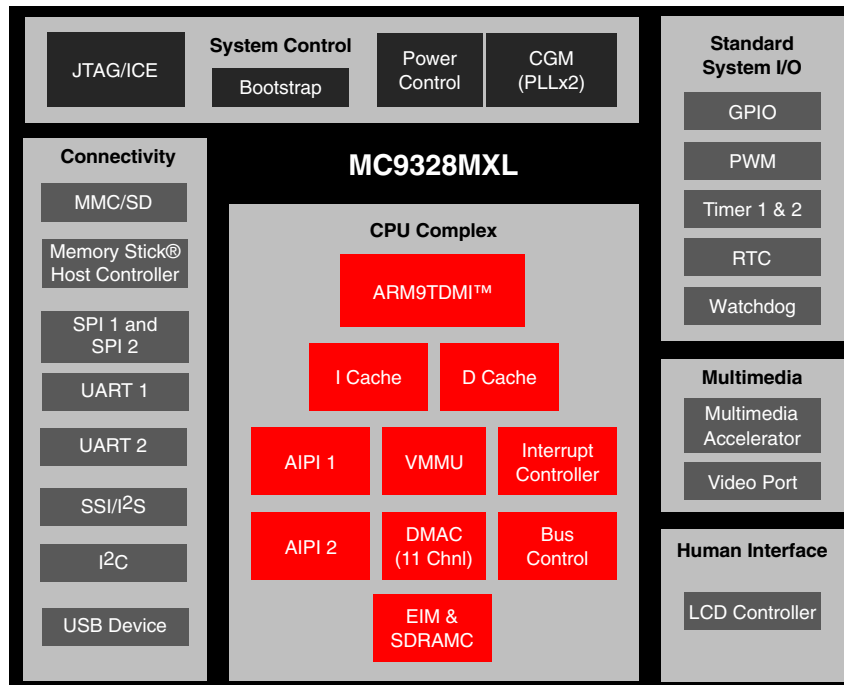 System Control
JTAG/ICE
Bootstrap
Power
Control
CGM
(PLLx2)
Standard
System I/O
GPIO
PWM
Timer 1 & 2
RTC
Watchdog
Connectivity
MMC/SD
Memory Stick®
Host Controller
SPI 1 and
SPI 2
UART 1
UART 2
SSI/I2S
I2C
USB Device
MC9328MXL
CPU Complex
ARM9TDMI™
I Cache
D Cache
AIPI 1
VMMU
Interrupt
Controller
AIPI 2
DMAC
(11 Chnl)
Bus
Control
EIM &
SDRAMC
Multimedia
Multimedia
Accelerator
Video Port
Human Interface
LCD Controller